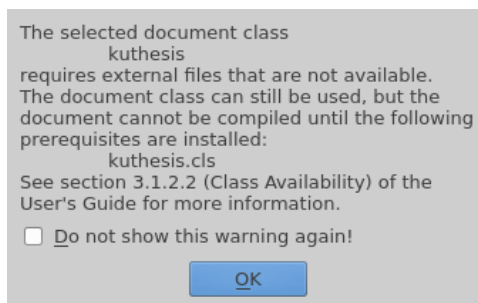 The selected document class
kuthesis
requires external files that are not available.
The document class can still be used, but the
document cannot be compiled until the following
prerequisites are installed:
kuthesis.cls
See section 3.1.2.2 (Class Availability) of the
User's Guide for more information.
Do not show this warning again!
OK